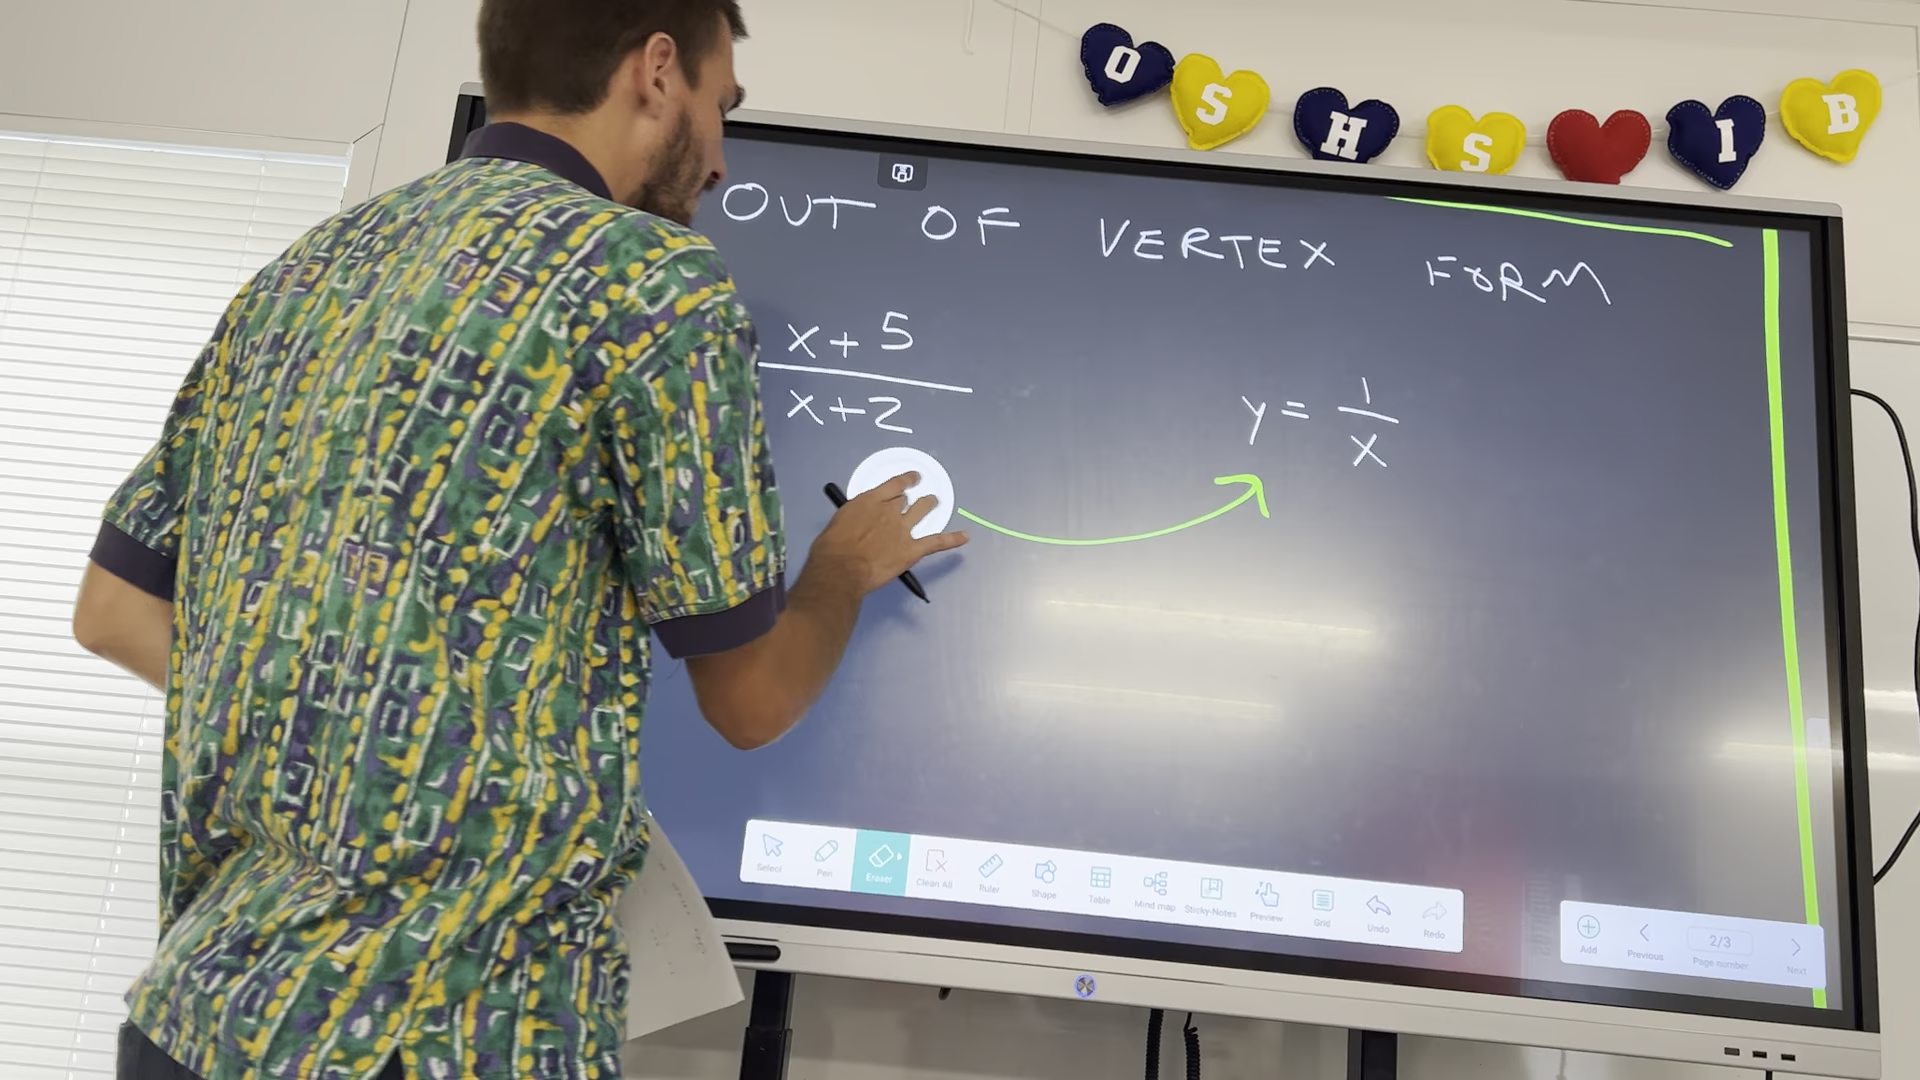 O S H S I B
OUT OF VERTEX FORM
x+5
x+2
y = 1
x
Select
Pen
Eraser
Clean All
Ruler
Shape
Table
Mind map
Sticky-Notes
Preview
Grid
Undo
Redo
Add
Previous
2/3
Page number
Next